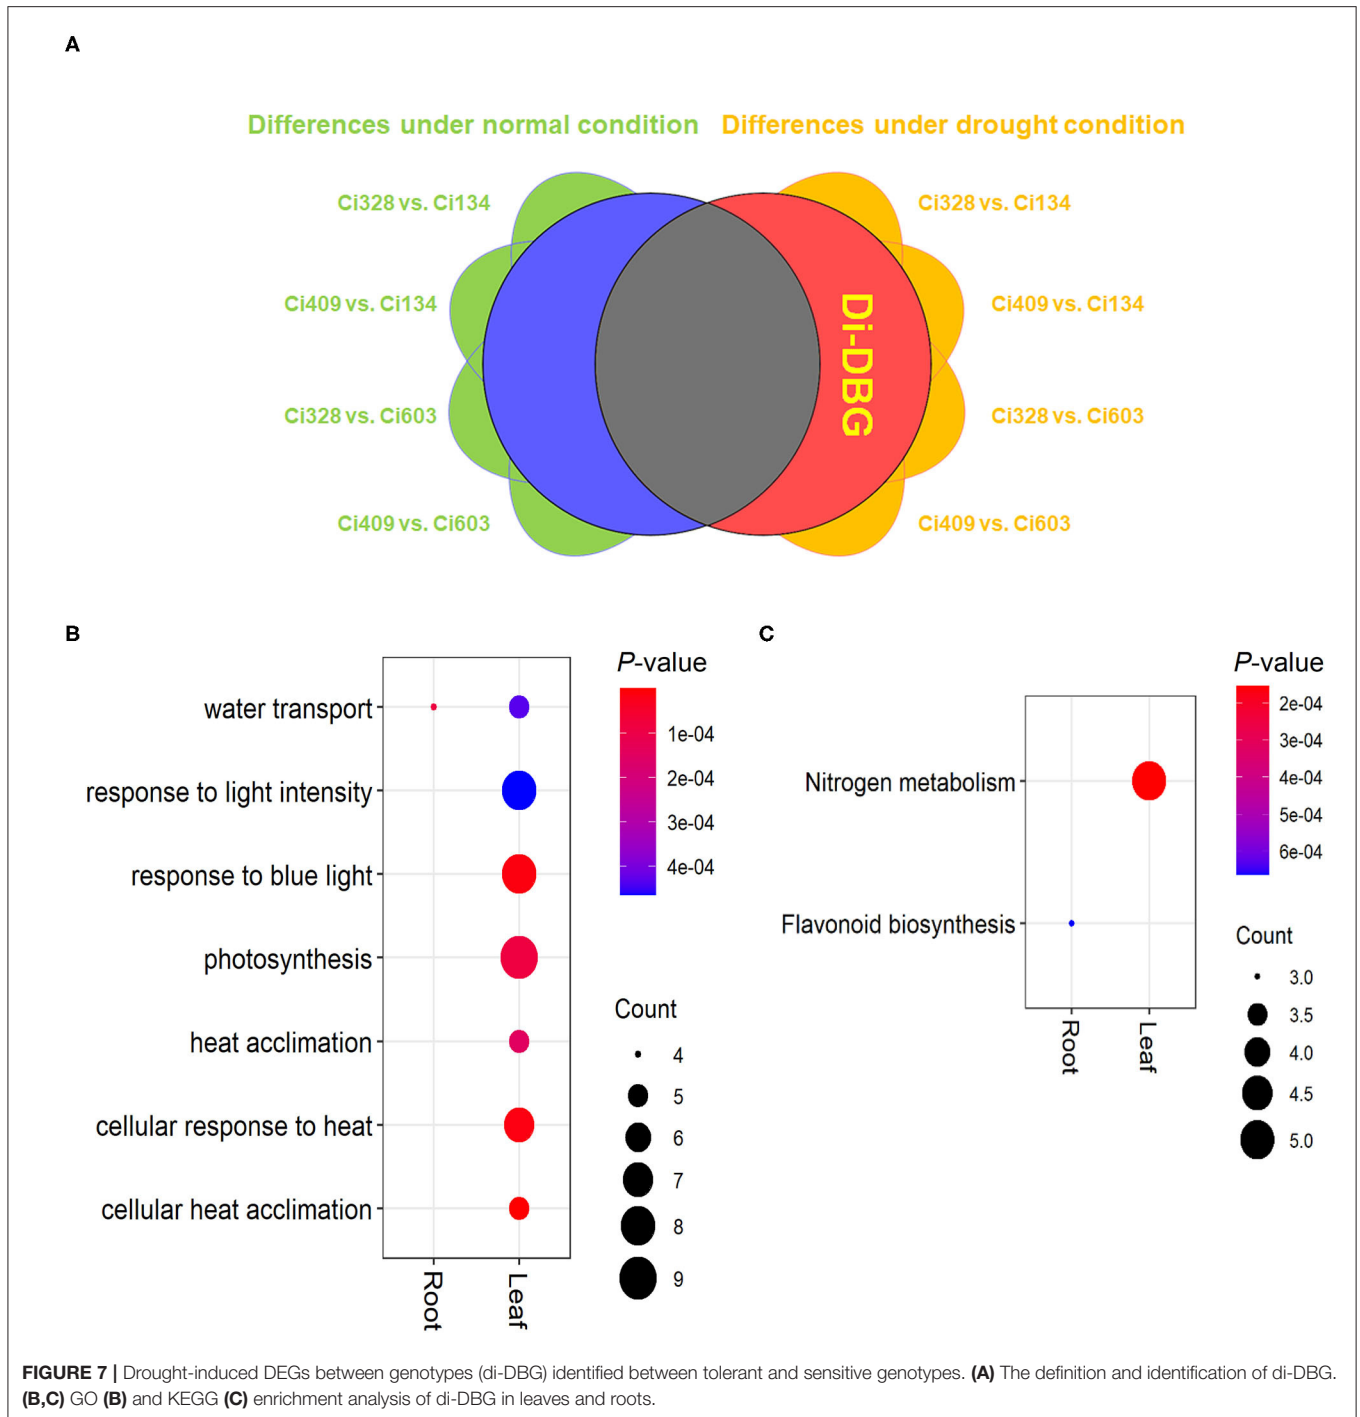 A
Differences under normal condition
Differences under drought condition
Ci328 vs. Ci134
Ci409 vs. Ci134
Ci328 vs. Ci603
Ci409 vs. Ci603
Di-DBG
Ci328 vs. Ci134
Ci409 vs. Ci134
Ci328 vs. Ci603
Ci409 vs. Ci603
B
water transport
response to light intensity
response to blue light
photosynthesis
heat acclimation
cellular response to heat
cellular heat acclimation
Root
Leaf
P-value
1e-04
2e-04
3e-04
4e-04
Count
4
5
6
7
8
9
C
Nitrogen metabolism
Flavonoid biosynthesis
Root
Leaf
P-value
2e-04
3e-04
4e-04
5e-04
6e-04
Count
3.0
3.5
4.0
4.5
5.0
FIGURE 7 | Drought-induced DEGs between genotypes (di-DBG) identified between tolerant and sensitive genotypes. (A) The definition and identification of di-DBG.
(B,C) GO (B) and KEGG (C) enrichment analysis of di-DBG in leaves and roots.